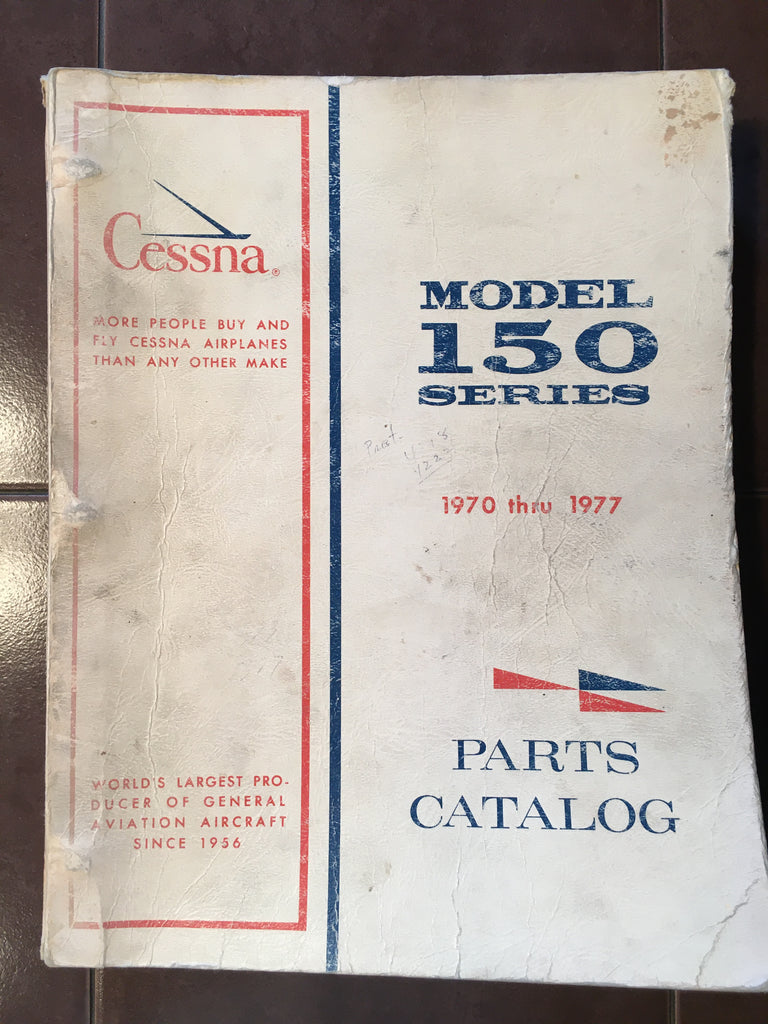 Cessna®
MORE PEOPLE BUY AND
FLY CESSNA AIRPLANES
THAN ANY OTHER MAKE
WORLD'S LARGEST PRO-
DUCER OF GENERAL
AVIATION AIRCRAFT
SINCE 1956
MODEL
150
SERIES
1970 thru 1977
PARTS
CATALOG